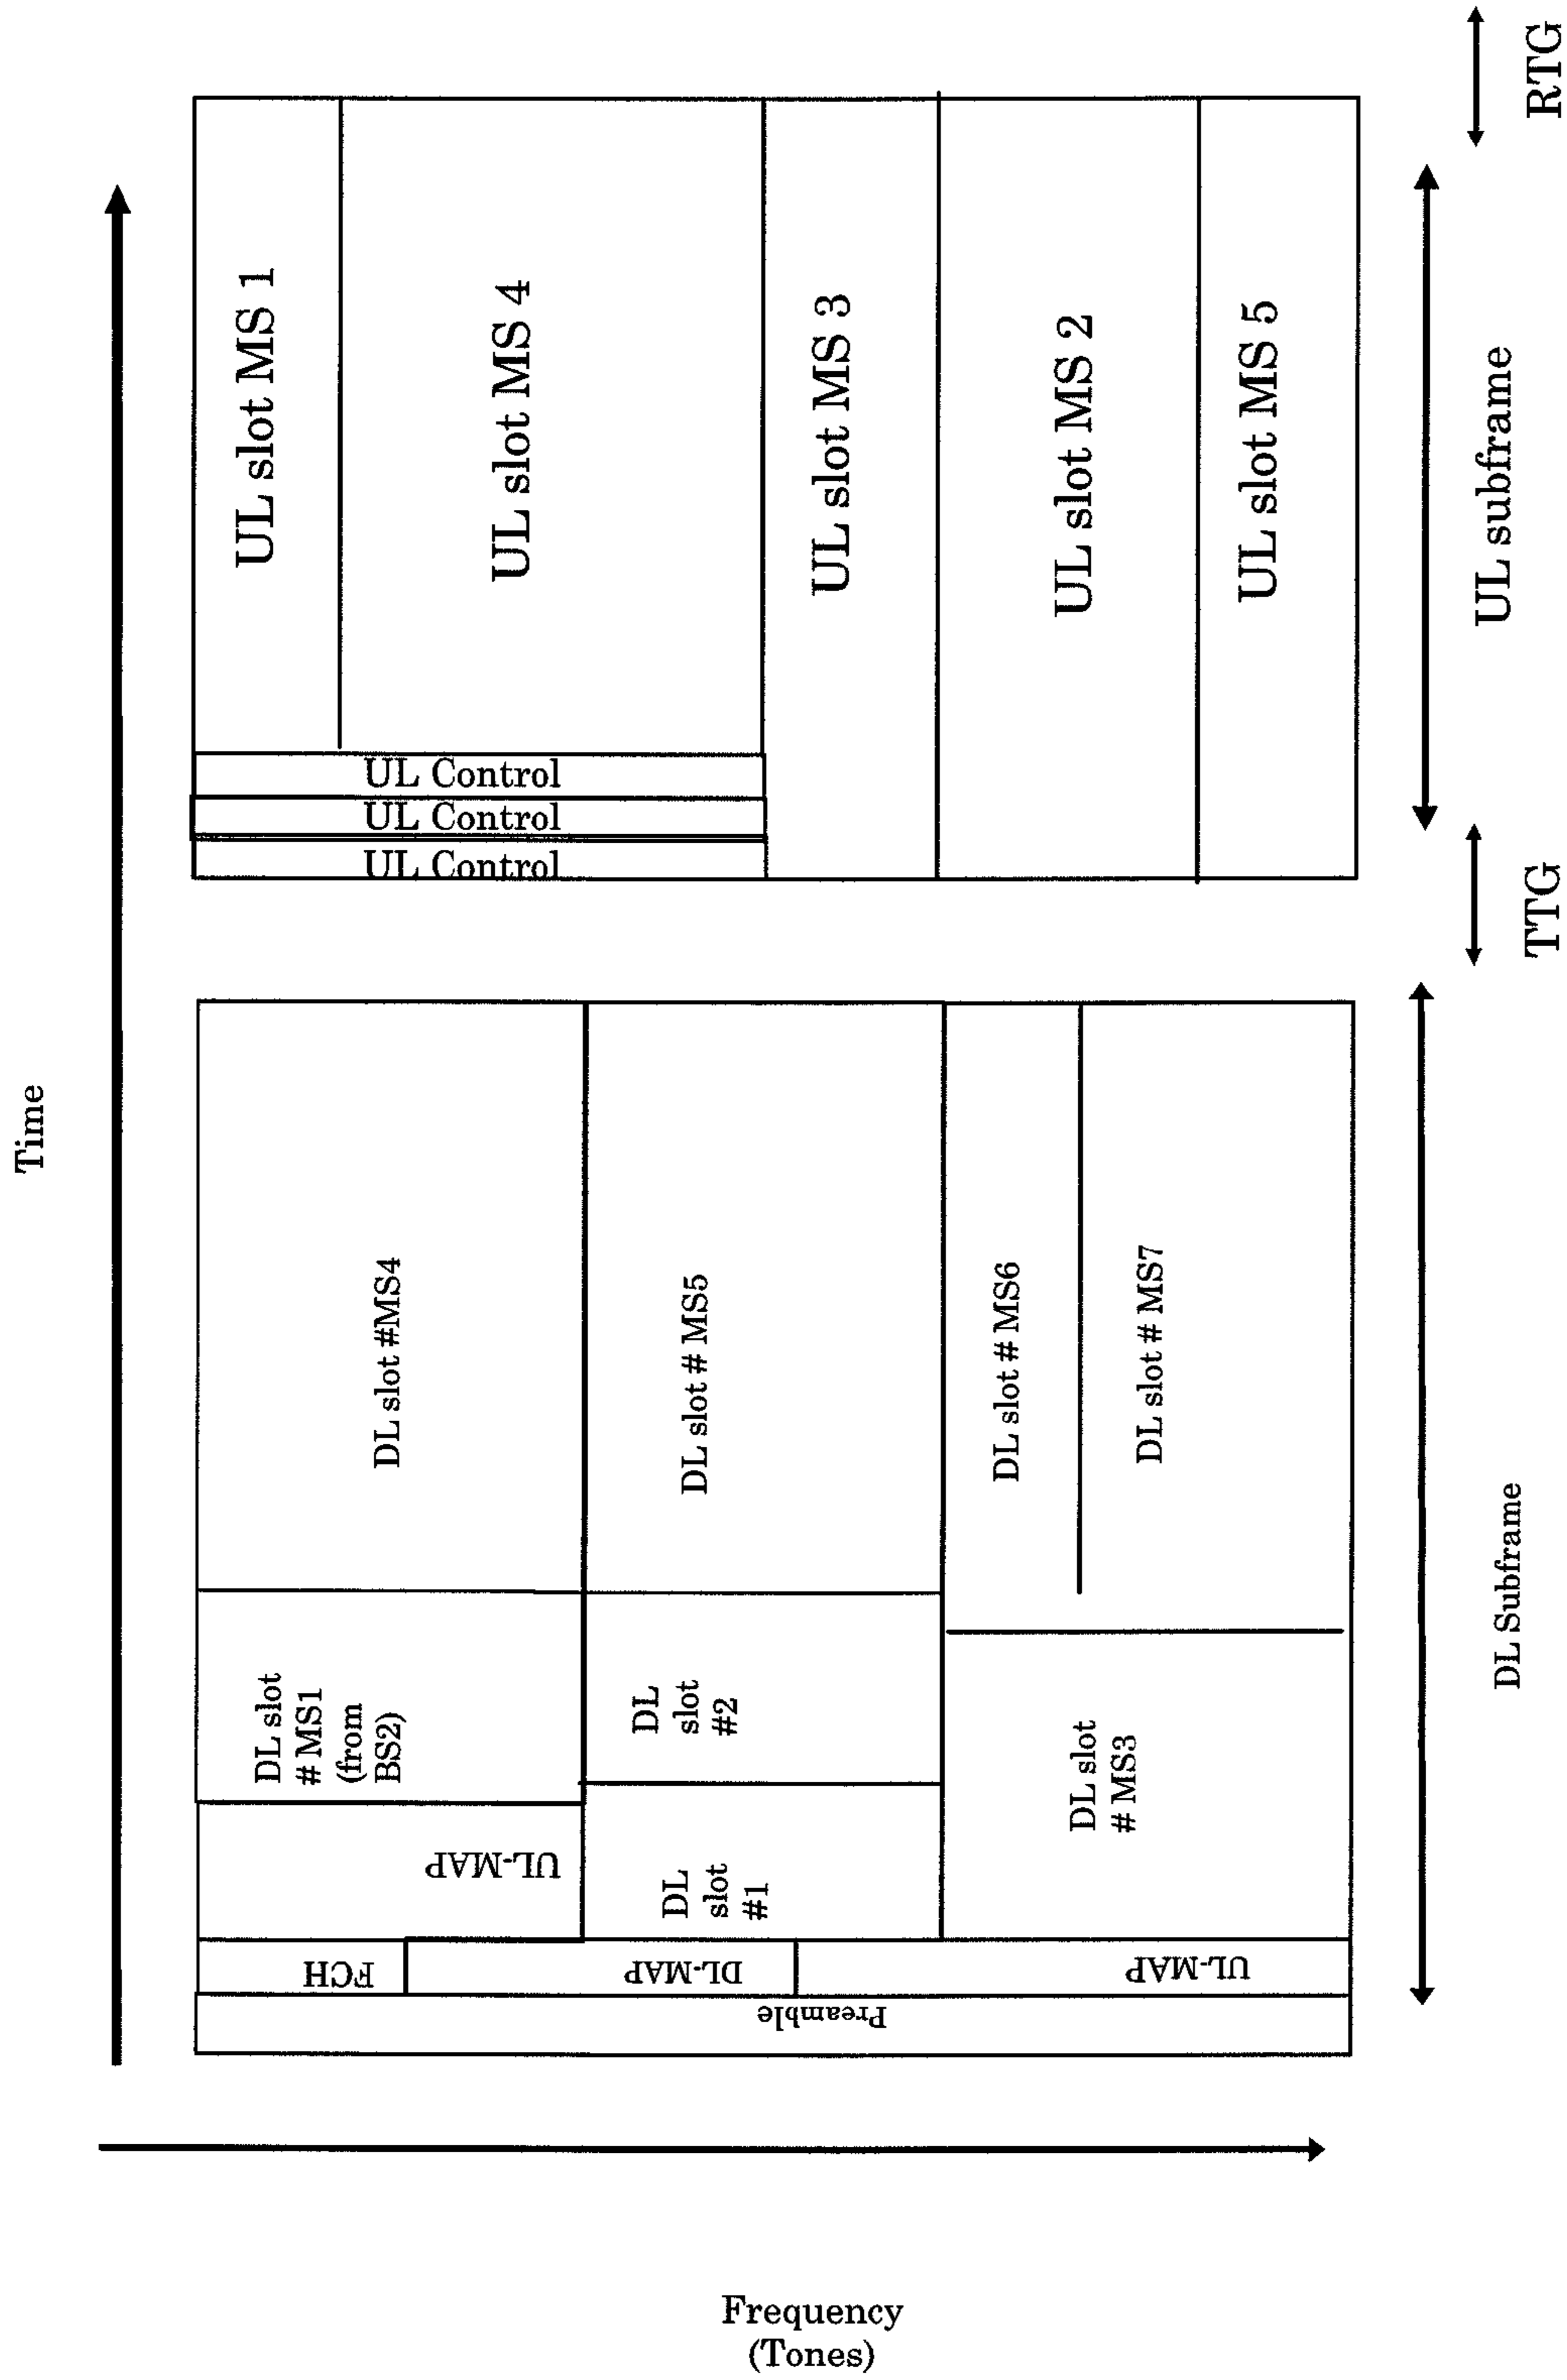 Time
Preamble
FCH
DL-MAP
UL-MAP
UL-MAP
DL slot
# MS1
(from
BS2)
DL
slot
#1
DL
slot
#2
DL slot
# MS3
DL slot #MS4
DL slot # MS5
DL slot # MS6
DL slot # MS7
UL Control
UL Control
UL Control
UL slot MS 1
UL slot MS 4
UL slot MS 3
UL slot MS 2
UL slot MS 5
DL Subframe
TTG
UL subframe
RTG
Frequency
(Tones)